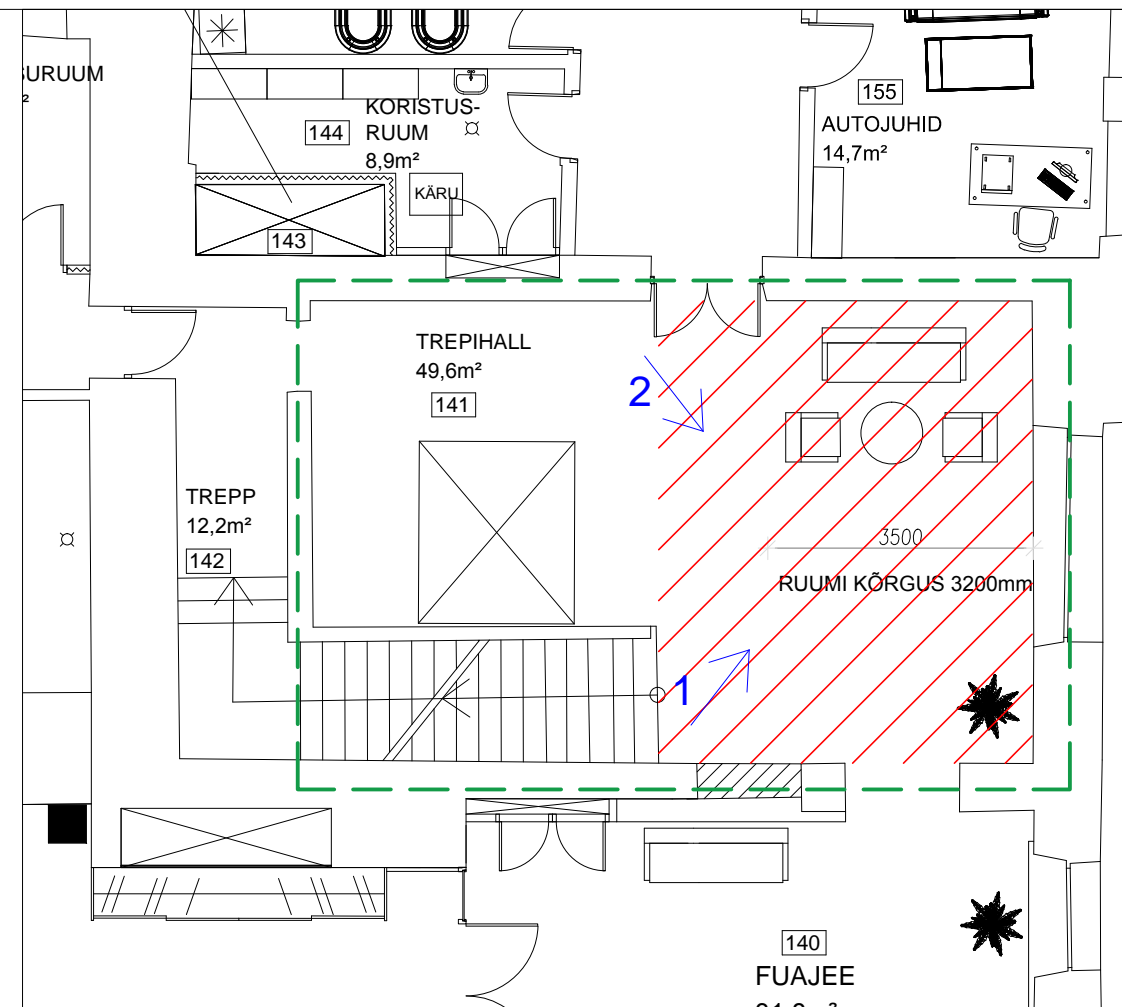 SURUUM
144
KORISTUS-
RUUM
8,9m²
KÄRU
143
155
AUTOJUHID
14,7m²
TREPIHALL
49,6m²
141
2
TREPP
12,2m²
142
3500
RUUMI KÕRGUS 3200mm
1
140
FUAJEE